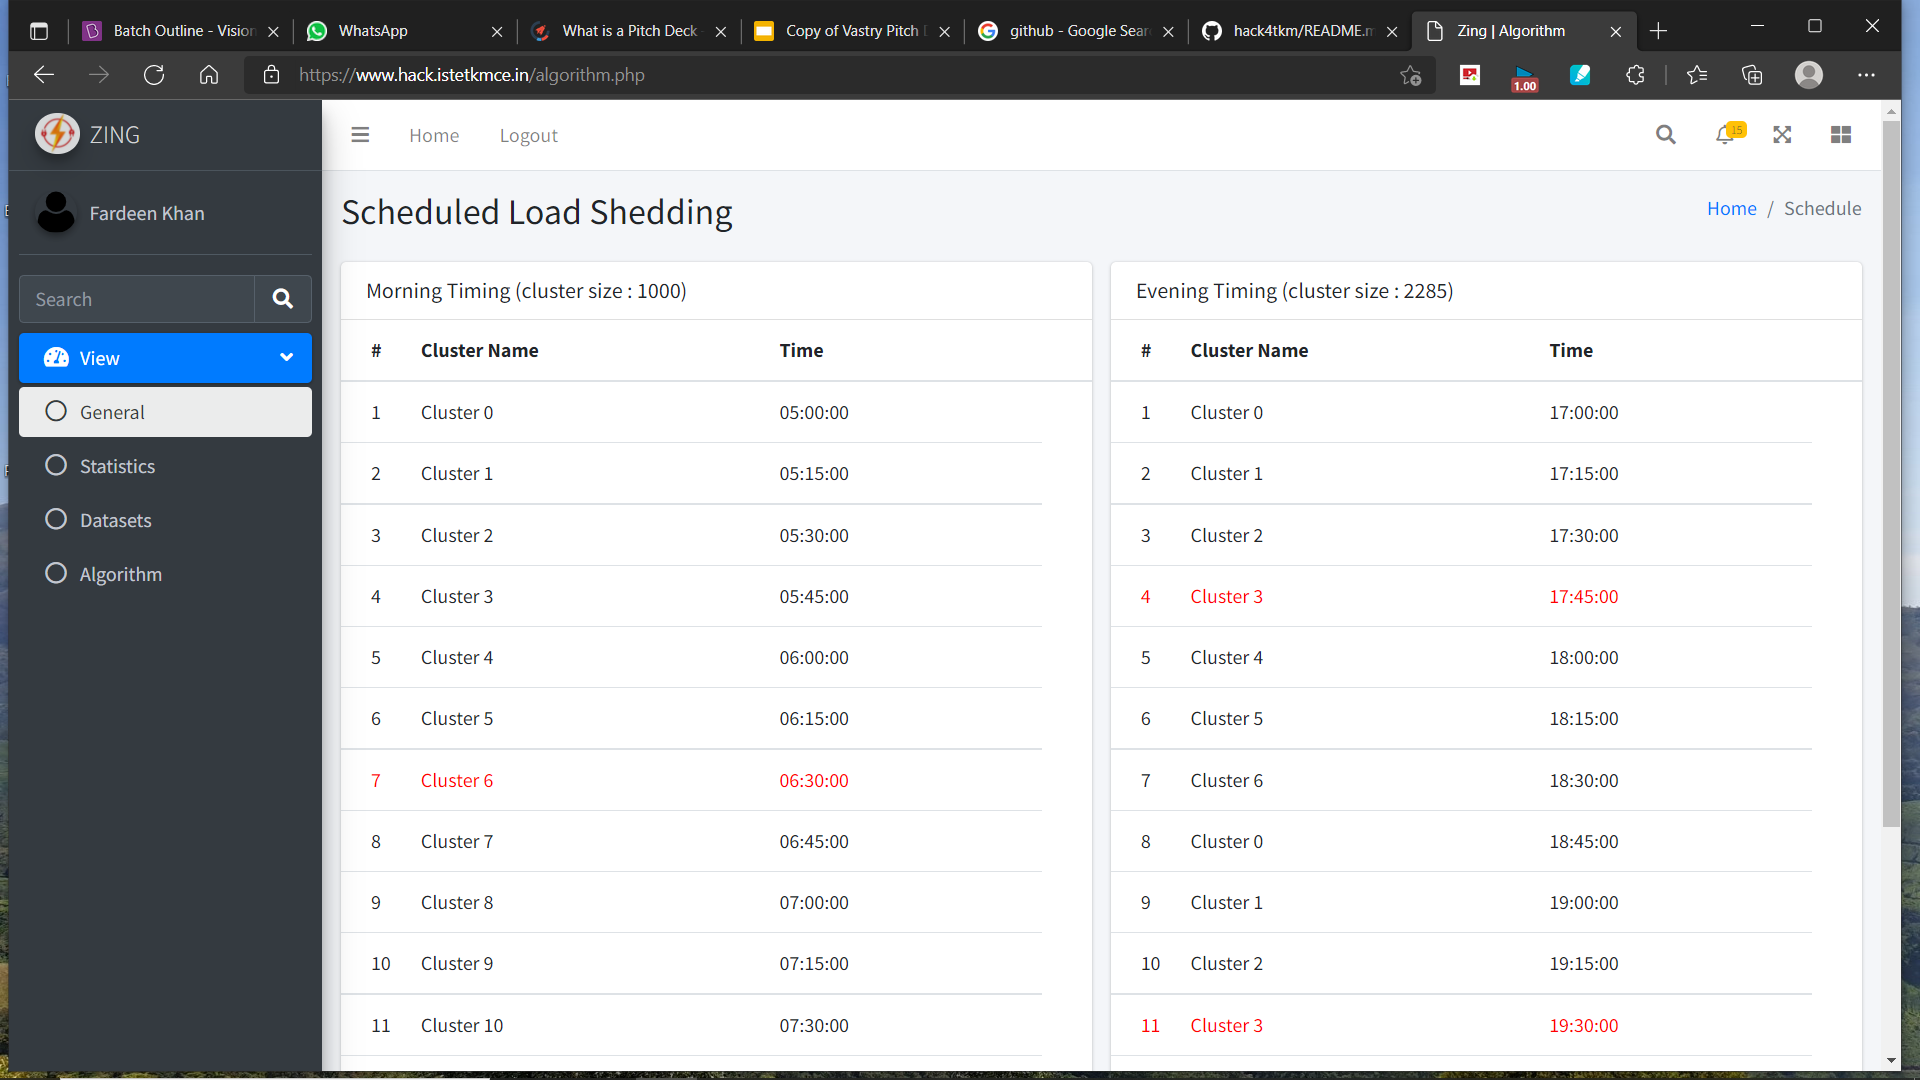 Batch Outline - Vision
WhatsApp
What is a Pitch Deck
Copy of Vastry Pitch
github - Google Sear
hack4tkm/README.m
Zing | Algorithm
https://www.hack.istetkmce.in/algorithm.php
1.00
ZING
Home
Logout
15
Fardeen Khan
Search
View
General
Statistics
Datasets
Algorithm
Scheduled Load Shedding
Home / Schedule
Morning Timing (cluster size : 1000)
# Cluster Name Time
1 Cluster 0 05:00:00
2 Cluster 1 05:15:00
3 Cluster 2 05:30:00
4 Cluster 3 05:45:00
5 Cluster 4 06:00:00
6 Cluster 5 06:15:00
7 Cluster 6 06:30:00
8 Cluster 7 06:45:00
9 Cluster 8 07:00:00
10 Cluster 9 07:15:00
11 Cluster 10 07:30:00
Evening Timing (cluster size : 2285)
# Cluster Name Time
1 Cluster 0 17:00:00
2 Cluster 1 17:15:00
3 Cluster 2 17:30:00
4 Cluster 3 17:45:00
5 Cluster 4 18:00:00
6 Cluster 5 18:15:00
7 Cluster 6 18:30:00
8 Cluster 0 18:45:00
9 Cluster 1 19:00:00
10 Cluster 2 19:15:00
11 Cluster 3 19:30:00